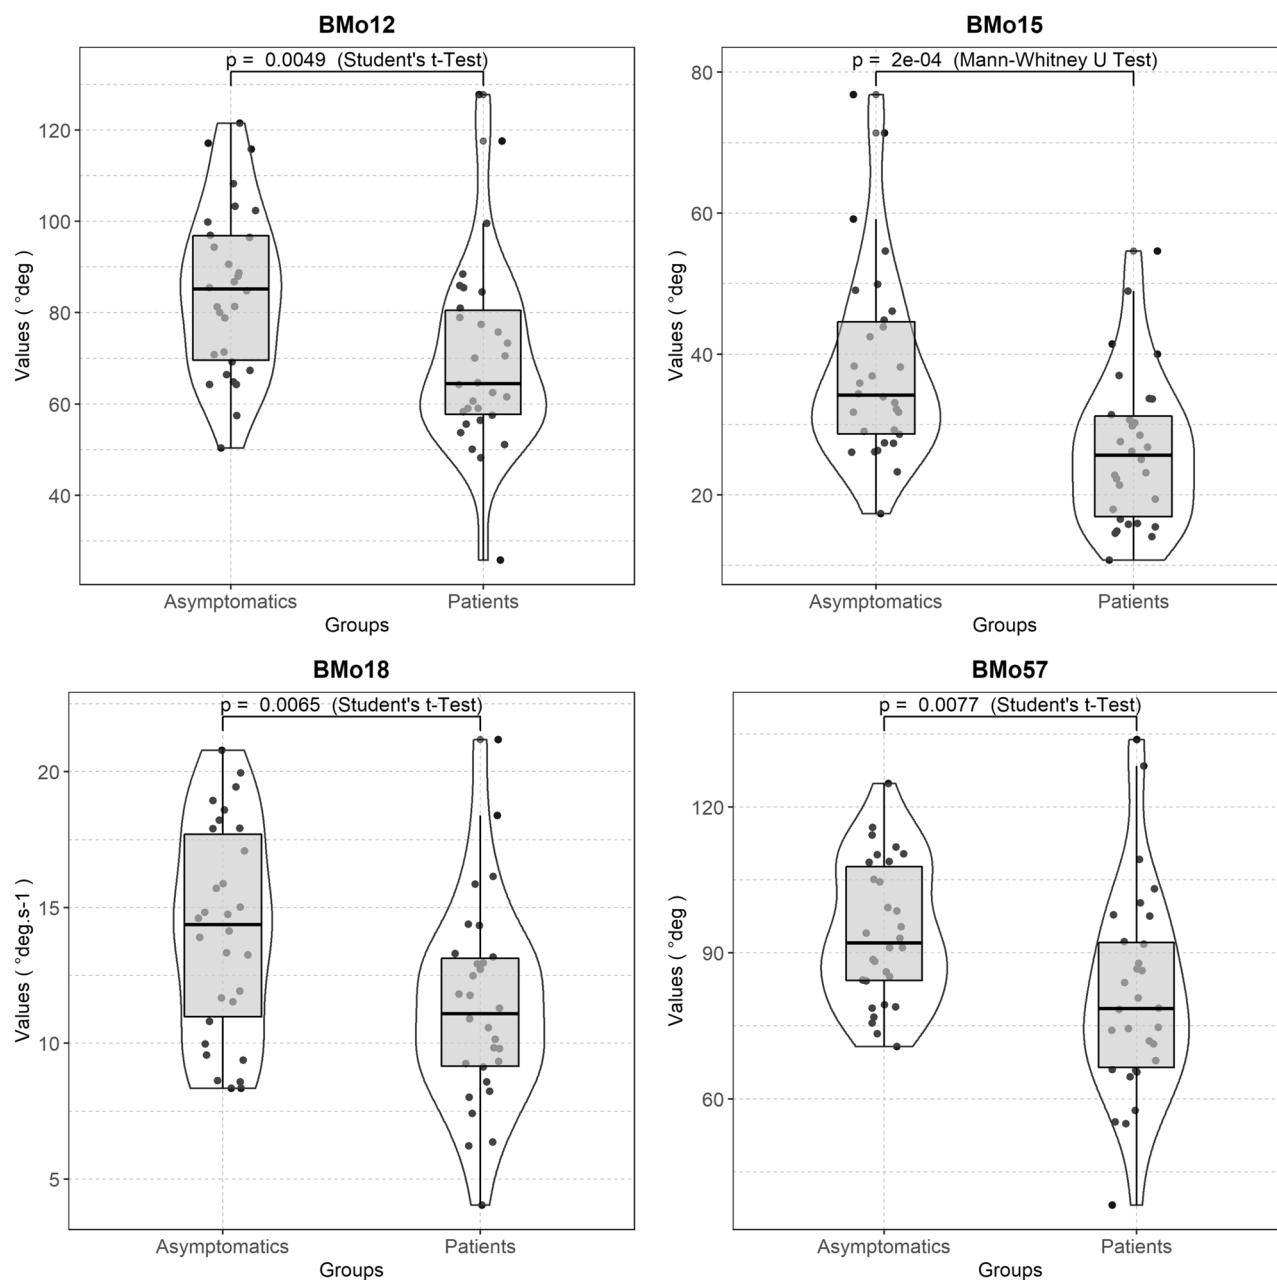 BMo12
p = 0.0049 (Student's t-Test)
Values ( °deg )
120
100
80
60
40
Asymptomatics Patients
Groups
BMo15
p = 2e-04 (Mann-Whitney U Test)
Values ( °deg )
80
60
40
20
Asymptomatics Patients
Groups
BMo18
p = 0.0065 (Student's t-Test)
Values ( °deg.s-1 )
20
15
10
5
Asymptomatics Patients
Groups
BMo57
p = 0.0077 (Student's t-Test)
Values ( °deg )
120
90
60
Asymptomatics Patients
Groups